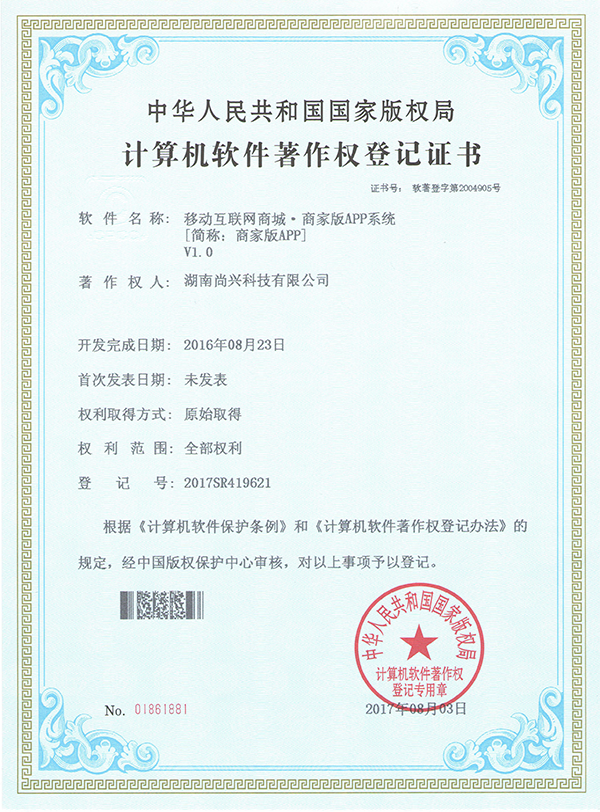 中华人民共和国国家版权局
计算机软件著作权登记证书
证书号： 软著登字第2004905号
软件名称： 移动互联网商城·商家版APP系统
[简称：商家版APP]
V1.0
著作权人： 湖南尚兴科技有限公司
开发完成日期： 2016年08月23日
首次发表日期： 未发表
权利取得方式： 原始取得
权利范围： 全部权利
登记号： 2017SR419621
根据《计算机软件保护条例》和《计算机软件著作权登记办法》的
规定，经中国版权保护中心审核，对以上事项予以登记。
中华人民共和国国家版权局
计算机软件著作权
登记专用章
No. 01861881
2017年08月03日